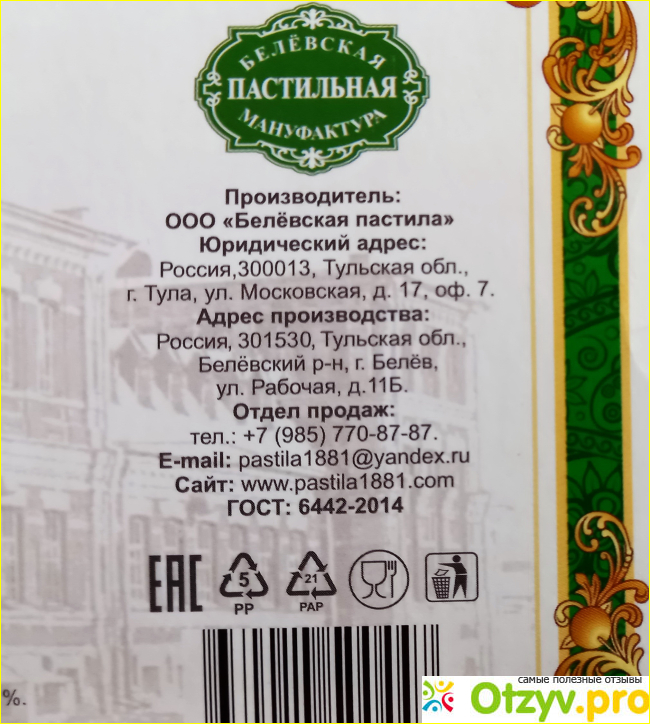 БЕЛЁВСКАЯ
ПАСТИЛЬНАЯ
МАНУФАКТУРА
Производитель:
ООО «Белёвская пастила»
Юридический адрес:
Россия,300013, Тульская обл.,
г. Тула, ул. Московская, д. 17, оф. 7.
Адрес производства:
Россия, 301530, Тульская обл.,
Белёвский р-н, г. Белёв,
ул. Рабочая, д.11Б.
Отдел продаж:
тел.: +7 (985) 770-87-87.
E-mail: pastila1881@yandex.ru
Сайт: www.pastila1881.com
ГОСТ: 6442-2014
EAC
5
PP
21
PAP
%.
самые полезные отзывы
Otzyv.pro